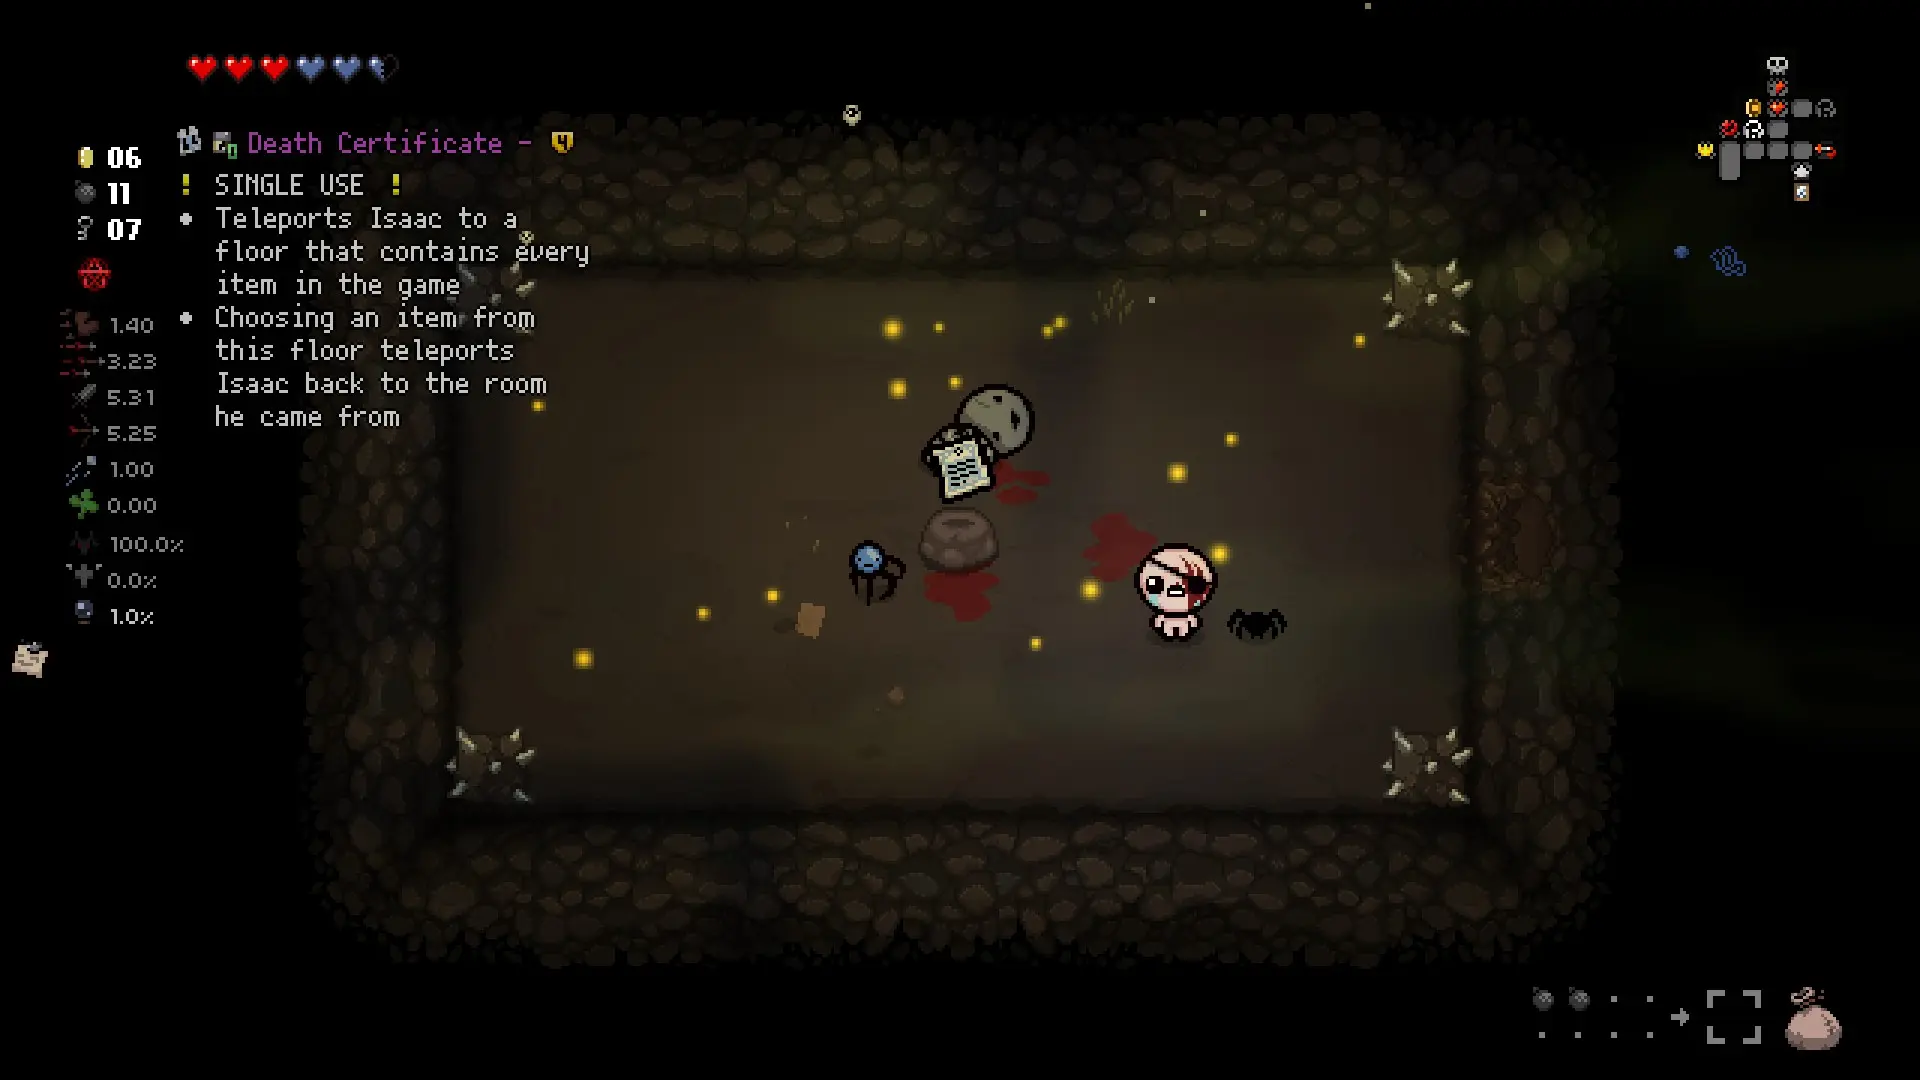 06
11
07
1.40
3.23
5.31
5.25
1.00
0.00
100.0%
0.0%
1.0%
Death Certificate - 4
! SINGLE USE !
• Teleports Isaac to a
floor that contains every
item in the game
• Choosing an item from
this floor teleports
Isaac back to the room
he came from